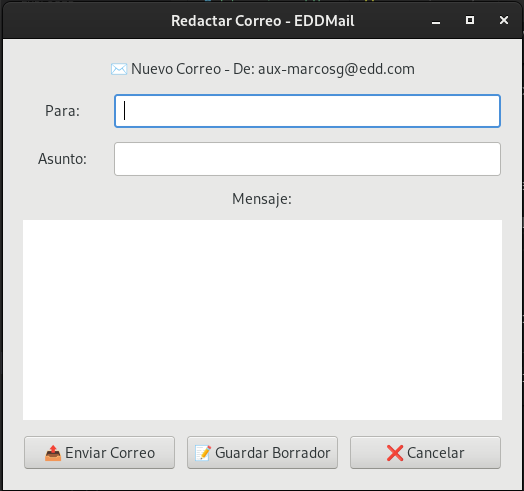 Redactar Correo - EDDMail
✉️ Nuevo Correo - De: aux-marcosg@edd.com
Para:
Asunto:
Mensaje:
📤 Enviar Correo 📝 Guardar Borrador ❌ Cancelar